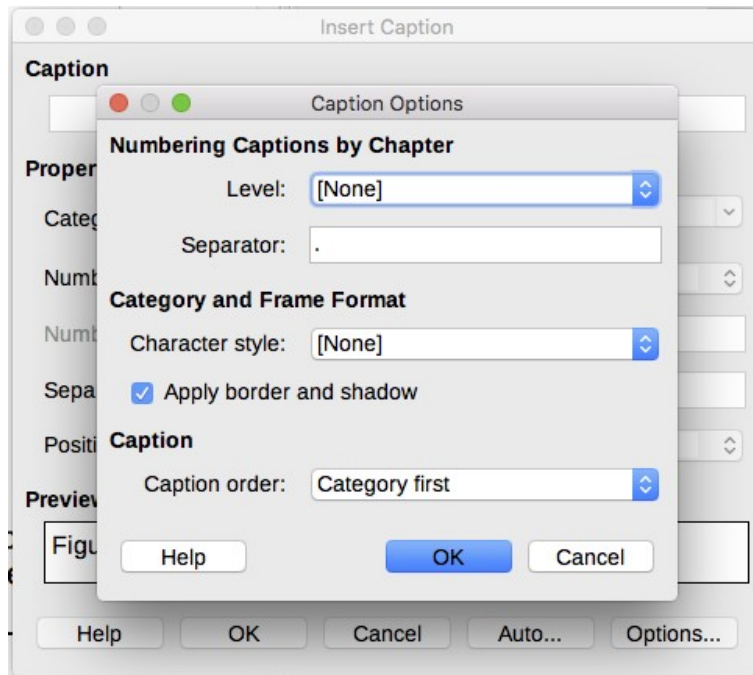 Insert Caption
Caption
Caption Options
Numbering Captions by Chapter
Proper
Level: [None]
Categ
Separator: .
Numb
Category and Frame Format
Numb
Character style: [None]
Sepa
Apply border and shadow
Positi
Caption
Caption order: Category first
Preview
Figu
Help OK Cancel
Help OK Cancel Auto... Options...